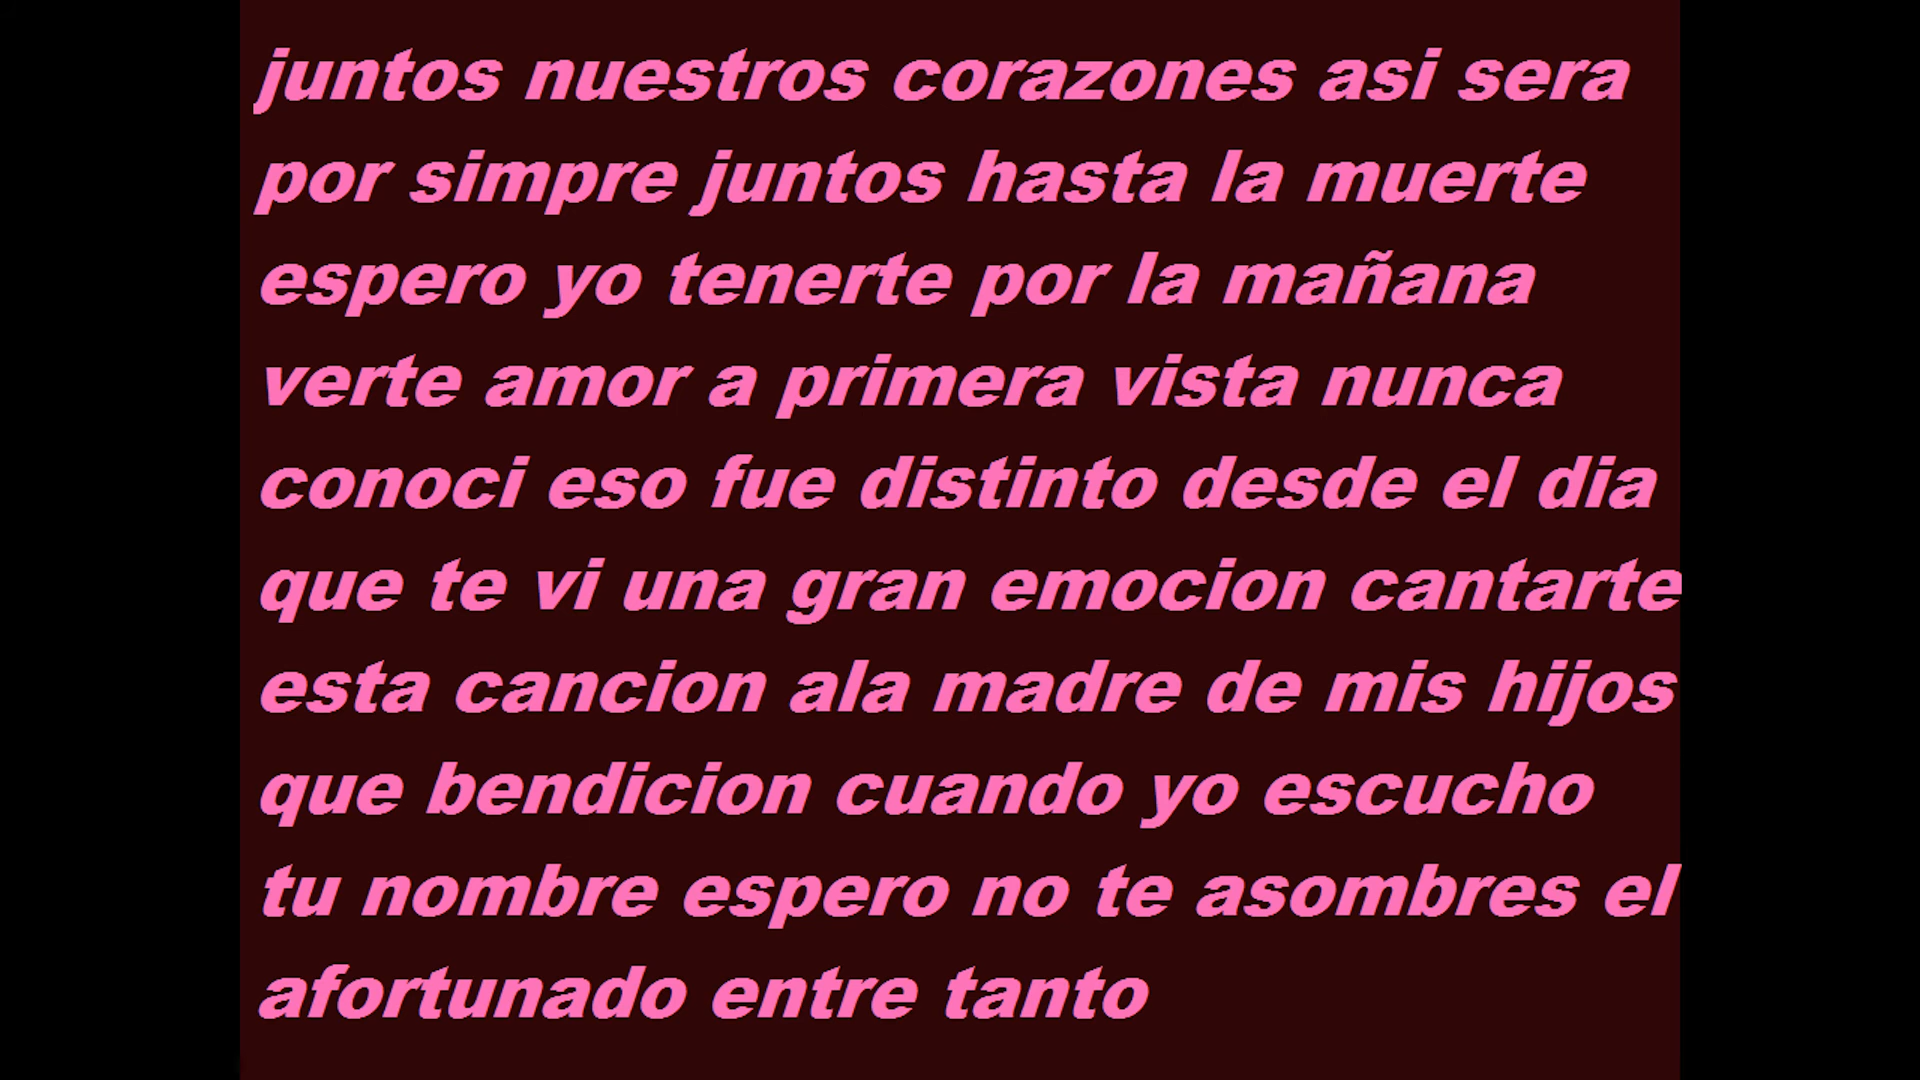 juntos nuestros corazones asi sera
por simpre juntos hasta la muerte
espero yo tenerte por la mañana
verte amor a primera vista nunca
conoci eso fue distinto desde el dia
que te vi una gran emocion cantarte
esta cancion ala madre de mis hijos
que bendicion cuando yo escucho
tu nombre espero no te asombres el
afortunado entre tanto